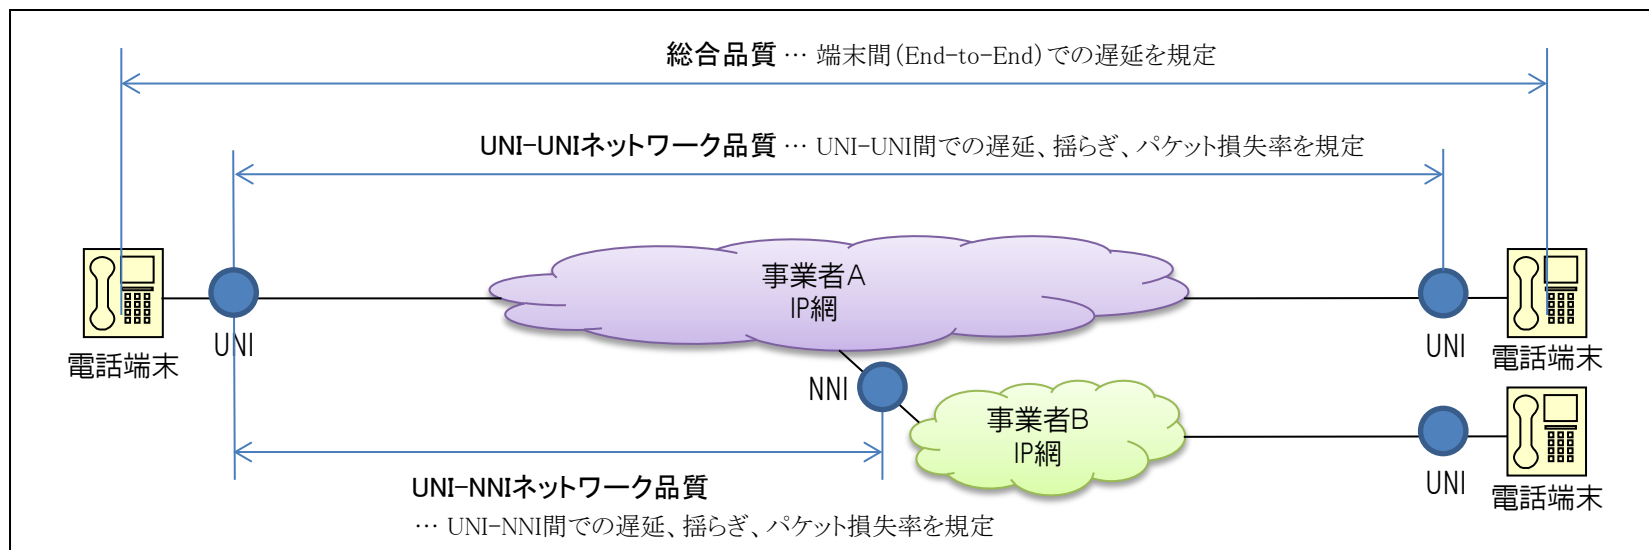 総合品質 … 端末間(End-to-End)での遅延を規定
UNI-UNIネットワーク品質 … UNI-UNI間での遅延、揺らぎ、パケット損失率を規定
事業者A
IP網
UNI
電話端末
UNI
電話端末
NNI
事業者B
IP網
UNI
電話端末
UNI-NNIネットワーク品質
… UNI-NNI間での遅延、揺らぎ、パケット損失率を規定